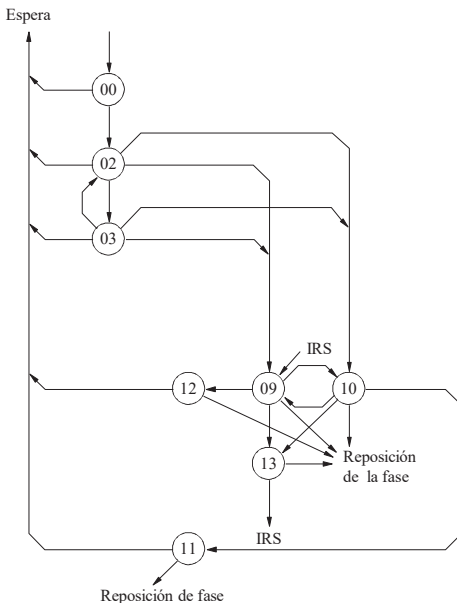 Espera
00
02
03
IRS
12
09
10
13
Reposición
de la fase
IRS
11
Reposición de fase